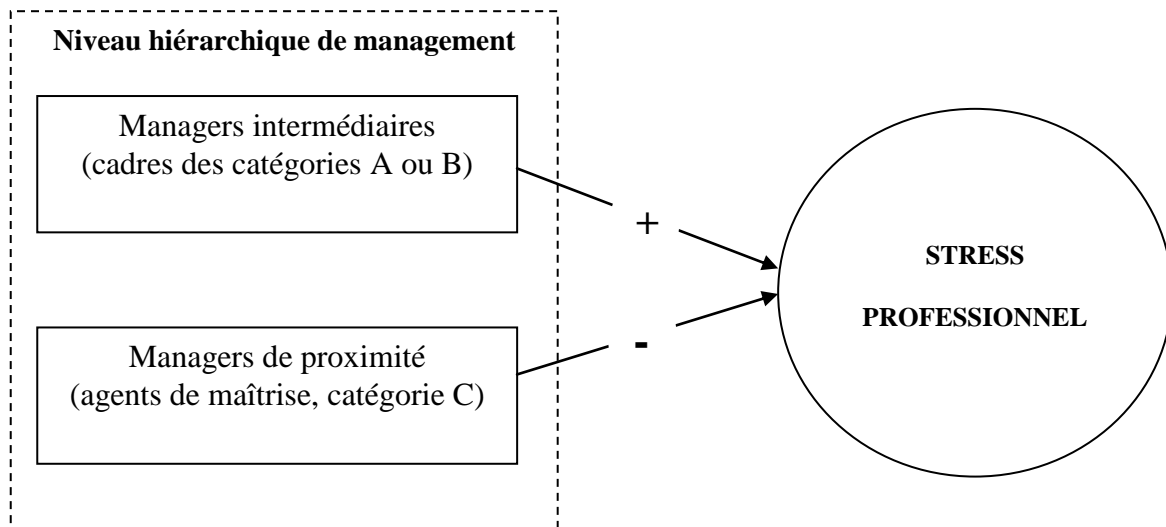 Niveau hiérarchique de management
Managers intermédiaires
(cadres des catégories A ou B)
+
STRESS
PROFESSIONNEL
-
Managers de proximité
(agents de maîtrise, catégorie C)